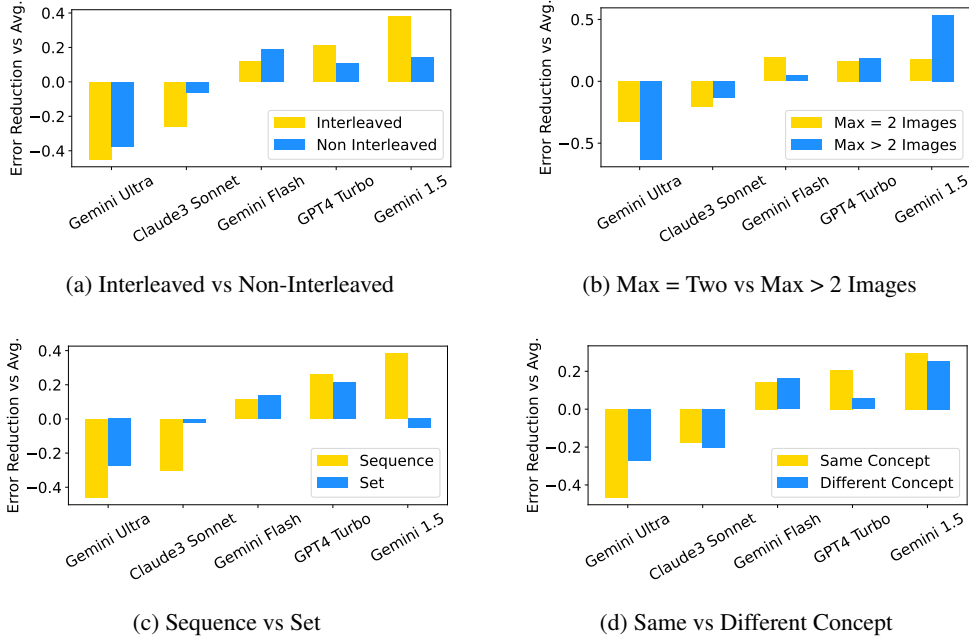 Error Reduction vs Avg.
0.4
0.2
0.0
−0.2
−0.4
Interleaved
Non Interleaved
Gemini Ultra
Claude3 Sonnet
Gemini Flash
GPT4 Turbo
Gemini 1.5
(a) Interleaved vs Non-Interleaved
Error Reduction vs Avg.
0.5
0.0
−0.5
Max = 2 Images
Max > 2 Images
Gemini Ultra
Claude3 Sonnet
Gemini Flash
GPT4 Turbo
Gemini 1.5
(b) Max = Two vs Max > 2 Images
Error Reduction vs Avg.
0.4
0.2
0.0
−0.2
−0.4
Sequence
Set
Gemini Ultra
Claude3 Sonnet
Gemini Flash
GPT4 Turbo
Gemini 1.5
(c) Sequence vs Set
Error Reduction vs Avg.
0.2
0.0
−0.2
−0.4
Same Concept
Different Concept
Gemini Ultra
Claude3 Sonnet
Gemini Flash
GPT4 Turbo
Gemini 1.5
(d) Same vs Different Concept